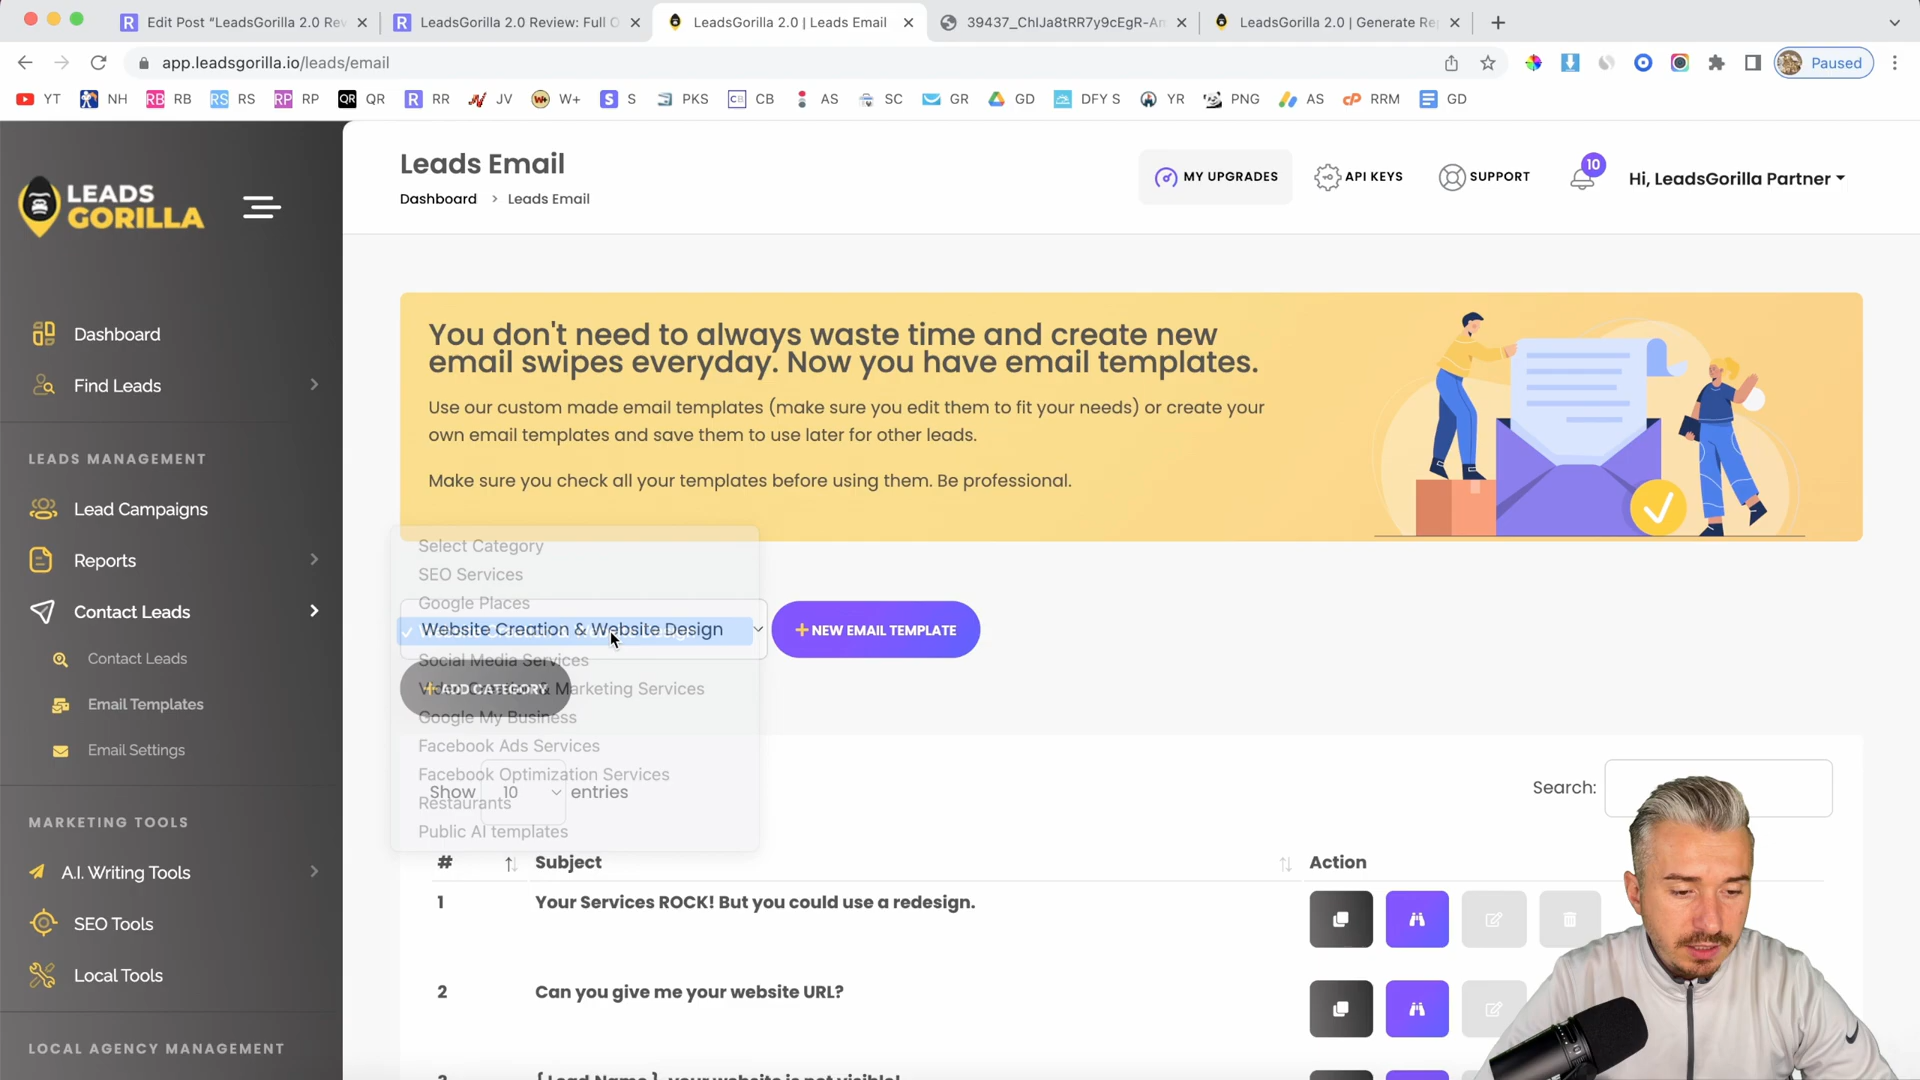 Edit Post “LeadsGorilla 2.0 Rev
LeadsGorilla 2.0 Review: Full O
LeadsGorilla 2.0 | Leads Email
39437_ChIJa8tRR7y9cEgR-An
LeadsGorilla 2.0 | Generate Re
app.leadsgorilla.io/leads/email
Paused
YT NH RB RS RP QR RR JV W+ S PKS CB AS SC GR GD DFY S YR PNG AS RRM GD
LEADS
GORILLA
Leads Email
Dashboard > Leads Email
MY UPGRADES
API KEYS
SUPPORT
10
Hi, LeadsGorilla Partner
Dashboard
Find Leads
LEADS MANAGEMENT
Lead Campaigns
Reports
Contact Leads
Contact Leads
Email Templates
Email Settings
MARKETING TOOLS
A.I. Writing Tools
SEO Tools
Local Tools
LOCAL AGENCY MANAGEMENT
You don't need to always waste time and create new
email swipes everyday. Now you have email templates.
Use our custom made email templates (make sure you edit them to fit your needs) or create your
own email templates and save them to use later for other leads.
Make sure you check all your templates before using them. Be professional.
Select Category
SEO Services
Google Places
Website Creation & Website Design
Social Media Services
+ ADD CATEGORY
& Marketing Services
Google My Business
Facebook Ads Services
Facebook Optimization Services
Restaurants
Public AI templates
+ NEW EMAIL TEMPLATE
Show 10 entries
Search:
# Subject Action
1 Your Services ROCK! But you could use a redesign.
2 Can you give me your website URL?